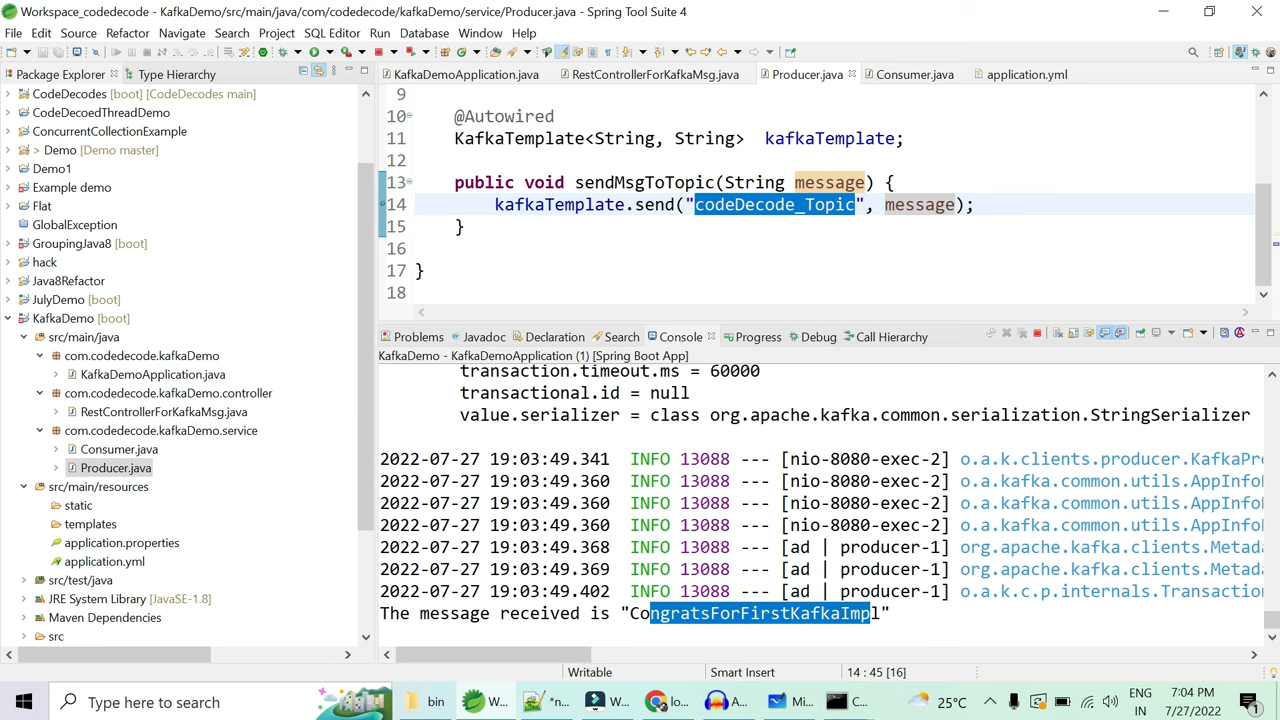 Workspace_codedecode - KafkaDemo/src/main/java/com/codedecode/kafkaDemo/service/Producer.java - Spring Tool Suite 4
File Edit Source Refactor Navigate Search Project SQL Editor Run Database Window Help
Package Explorer Type Hierarchy
CodeDecodes [boot] [CodeDecodes main]
CodeDecoedThreadDemo
ConcurrentCollectionExample
> Demo [Demo master]
Demo1
Example demo
Flat
GlobalException
GroupingJava8 [boot]
hack
Java8Refactor
JulyDemo [boot]
KafkaDemo [boot]
src/main/java
com.codedecode.kafkaDemo
KafkaDemoApplication.java
com.codedecode.kafkaDemo.controller
RestControllerForKafkaMsg.java
com.codedecode.kafkaDemo.service
Consumer.java
Producer.java
src/main/resources
static
templates
application.properties
application.yml
src/test/java
JRE System Library [JavaSE-1.8]
Maven Dependencies
src
KafkaDemoApplication.java RestControllerForKafkaMsg.java Producer.java Consumer.java application.yml
9
10 @Autowired
11 KafkaTemplate<String, String> kafkaTemplate;
12
13 public void sendMsgToTopic(String message) {
14 kafkaTemplate.send("codeDecode_Topic", message);
15 }
16
17 }
18
Problems Javadoc Declaration Search Console Progress Debug Call Hierarchy
KafkaDemo - KafkaDemoApplication (1) [Spring Boot App]
transaction.timeout.ms = 60000
transactional.id = null
value.serializer = class org.apache.kafka.common.serialization.StringSerializer
2022-07-27 19:03:49.341 INFO 13088 --- [nio-8080-exec-2] o.a.k.clients.producer.KafkaPr
2022-07-27 19:03:49.360 INFO 13088 --- [nio-8080-exec-2] o.a.kafka.common.utils.AppInfo
2022-07-27 19:03:49.360 INFO 13088 --- [nio-8080-exec-2] o.a.kafka.common.utils.AppInfo
2022-07-27 19:03:49.360 INFO 13088 --- [nio-8080-exec-2] o.a.kafka.common.utils.AppInfo
2022-07-27 19:03:49.368 INFO 13088 --- [ad | producer-1] org.apache.kafka.clients.Metad
2022-07-27 19:03:49.369 INFO 13088 --- [ad | producer-1] org.apache.kafka.clients.Metad
2022-07-27 19:03:49.402 INFO 13088 --- [ad | producer-1] o.a.k.c.p.internals.Transactio
The message received is "CongratsForFirstKafkaImpl"
Writable Smart Insert 14 : 45 [16]
Type here to search bin W... *n... W... lo... A... Mi... C... 25°C ENG IN 7:04 PM 7/27/2022 1